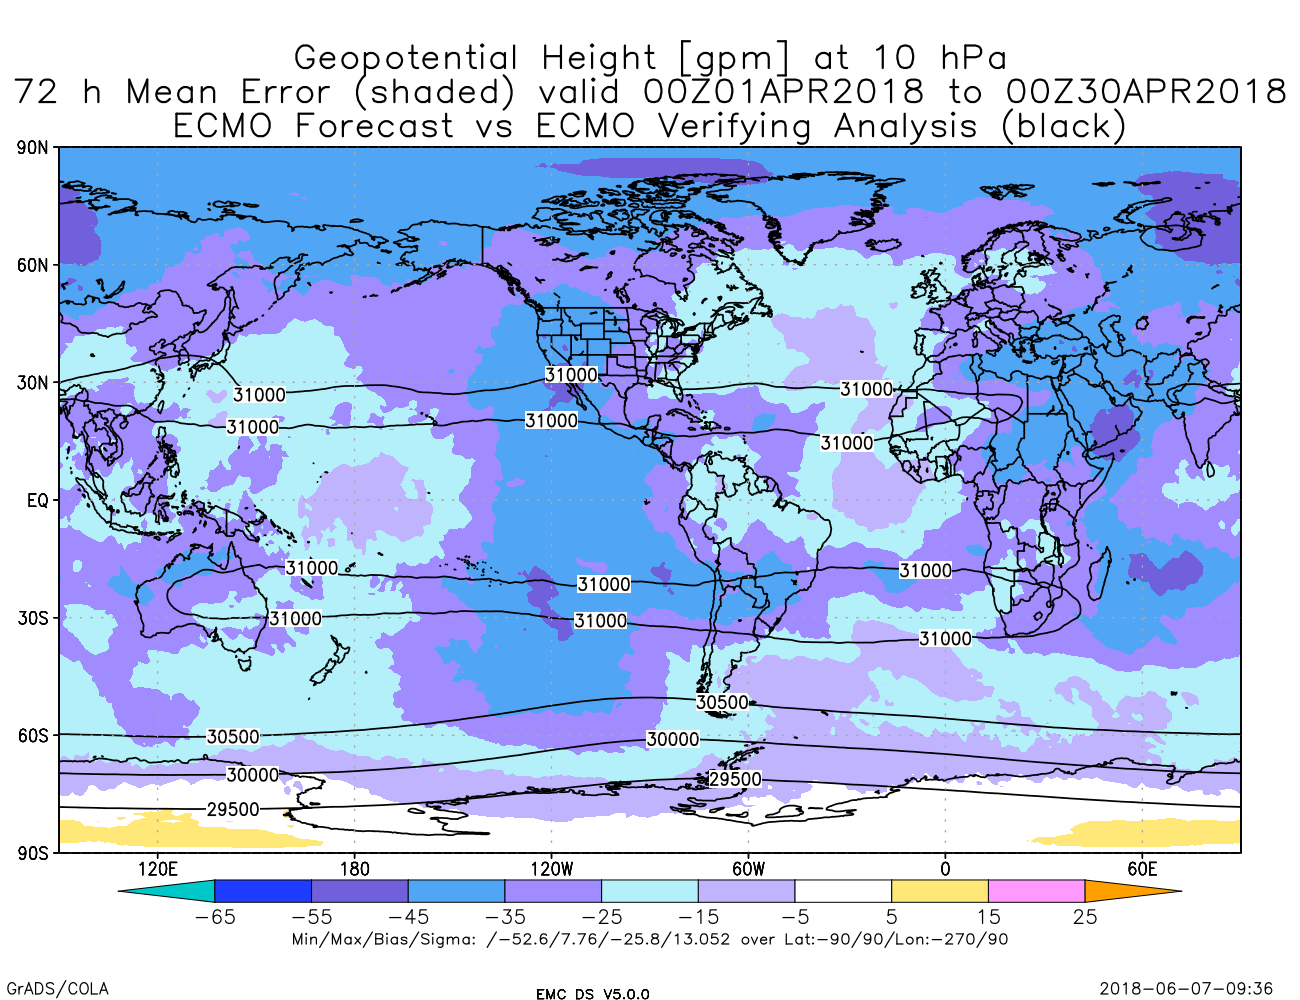 Geopotential Height [gpm] at 10 hPa
72 h Mean Error (shaded) valid 00Z01APR2018 to 00Z30APR2018
ECMO Forecast vs ECMO Verifying Analysis (black)
90N
60N
31000
30N
31000
31000
31000
31000
31000
EQ
31000
31000
31000
30S
31000
31000
31000
30500
60S
30500
30000
30000
29500
29500
90S
120E 180 120W 60W 0 60E
−65 −55 −45 −35 −25 −15 −5 5 15 25
Min/Max/Bias/Sigma: /−52.6/7.76/−25.8/13.052 over Lat:−90/90/Lon:−270/90
GrADS/COLA
EMC DS V5.0.0
2018−06−07−09:36